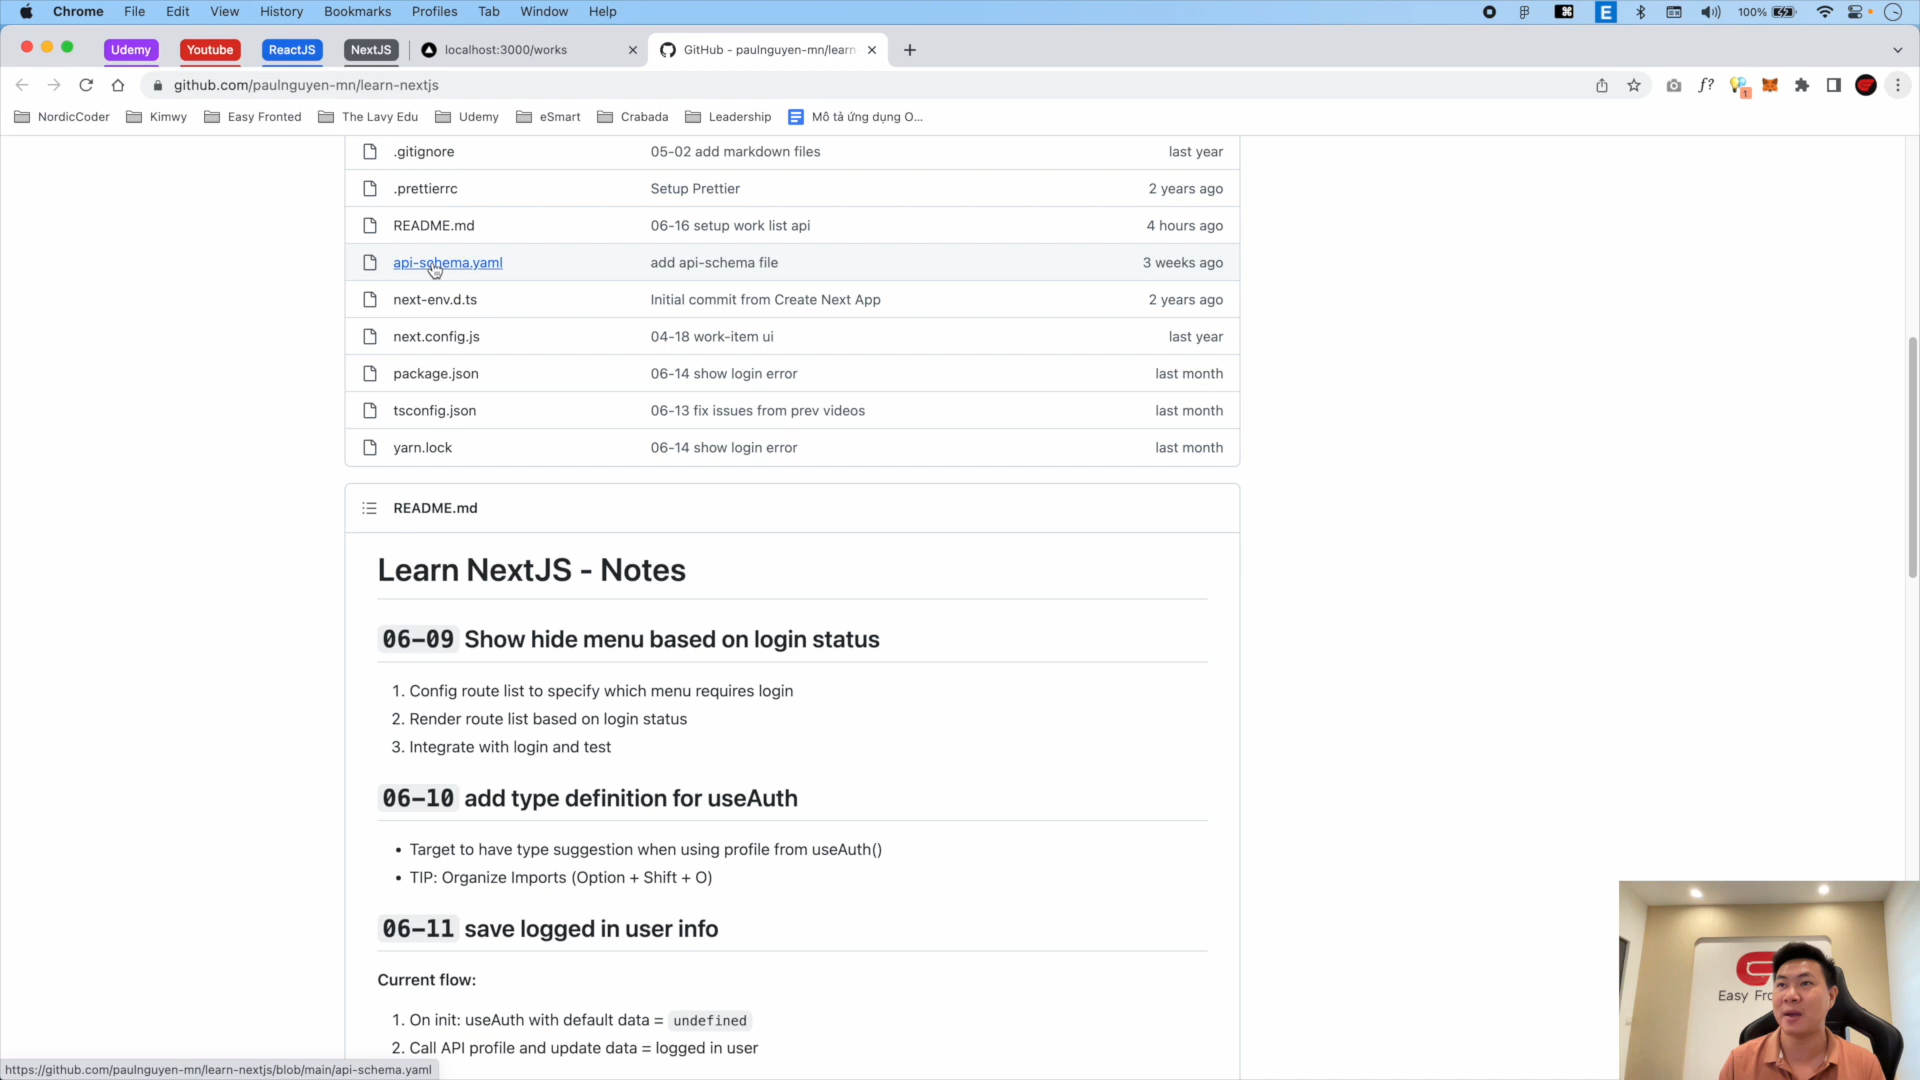 Chrome File Edit View History Bookmarks Profiles Tab Window Help E 100%
Udemy Youtube ReactJS NextJS localhost:3000/works GitHub - paulnguyen-mn/learn-
github.com/paulnguyen-mn/learn-nextjs f? 1
NordicCoder Kimwy Easy Fronted The Lavy Edu Udemy eSmart Crabada Leadership Mô tả ứng dụng O...
.gitignore 05-02 add markdown files last year
.prettierrc Setup Prettier 2 years ago
README.md 06-16 setup work list api 4 hours ago
api-schema.yaml add api-schema file 3 weeks ago
next-env.d.ts Initial commit from Create Next App 2 years ago
next.config.js 04-18 work-item ui last year
package.json 06-14 show login error last month
tsconfig.json 06-13 fix issues from prev videos last month
yarn.lock 06-14 show login error last month
README.md
Learn NextJS - Notes
06-09 Show hide menu based on login status
1. Config route list to specify which menu requires login
2. Render route list based on login status
3. Integrate with login and test
06-10 add type definition for useAuth
• Target to have type suggestion when using profile from useAuth()
• TIP: Organize Imports (Option + Shift + O)
06-11 save logged in user info
Current flow:
1. On init: useAuth with default data = undefined
2. Call API profile and update data = logged in user
Easy Fro
https://github.com/paulnguyen-mn/learn-nextjs/blob/main/api-schema.yaml